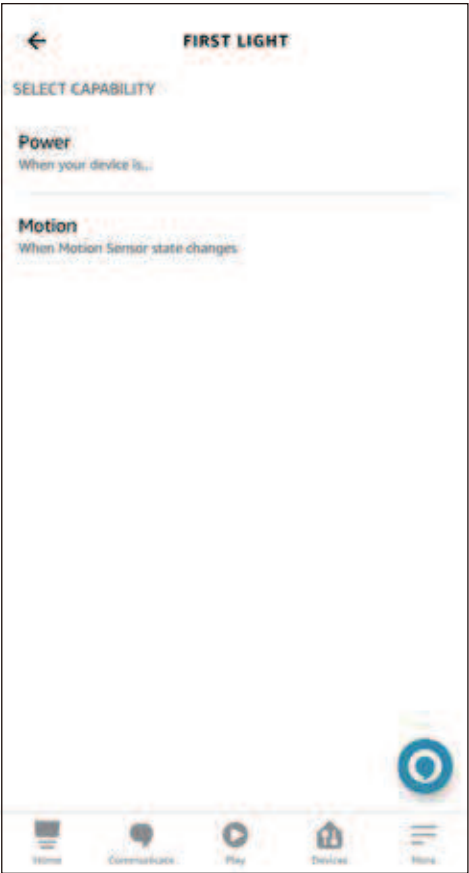 FIRST LIGHT
SELECT CAPABILITY
Power
When your device is...
Motion
When Motion Sensor state changes
Home
Communicate
Play
Devices
More